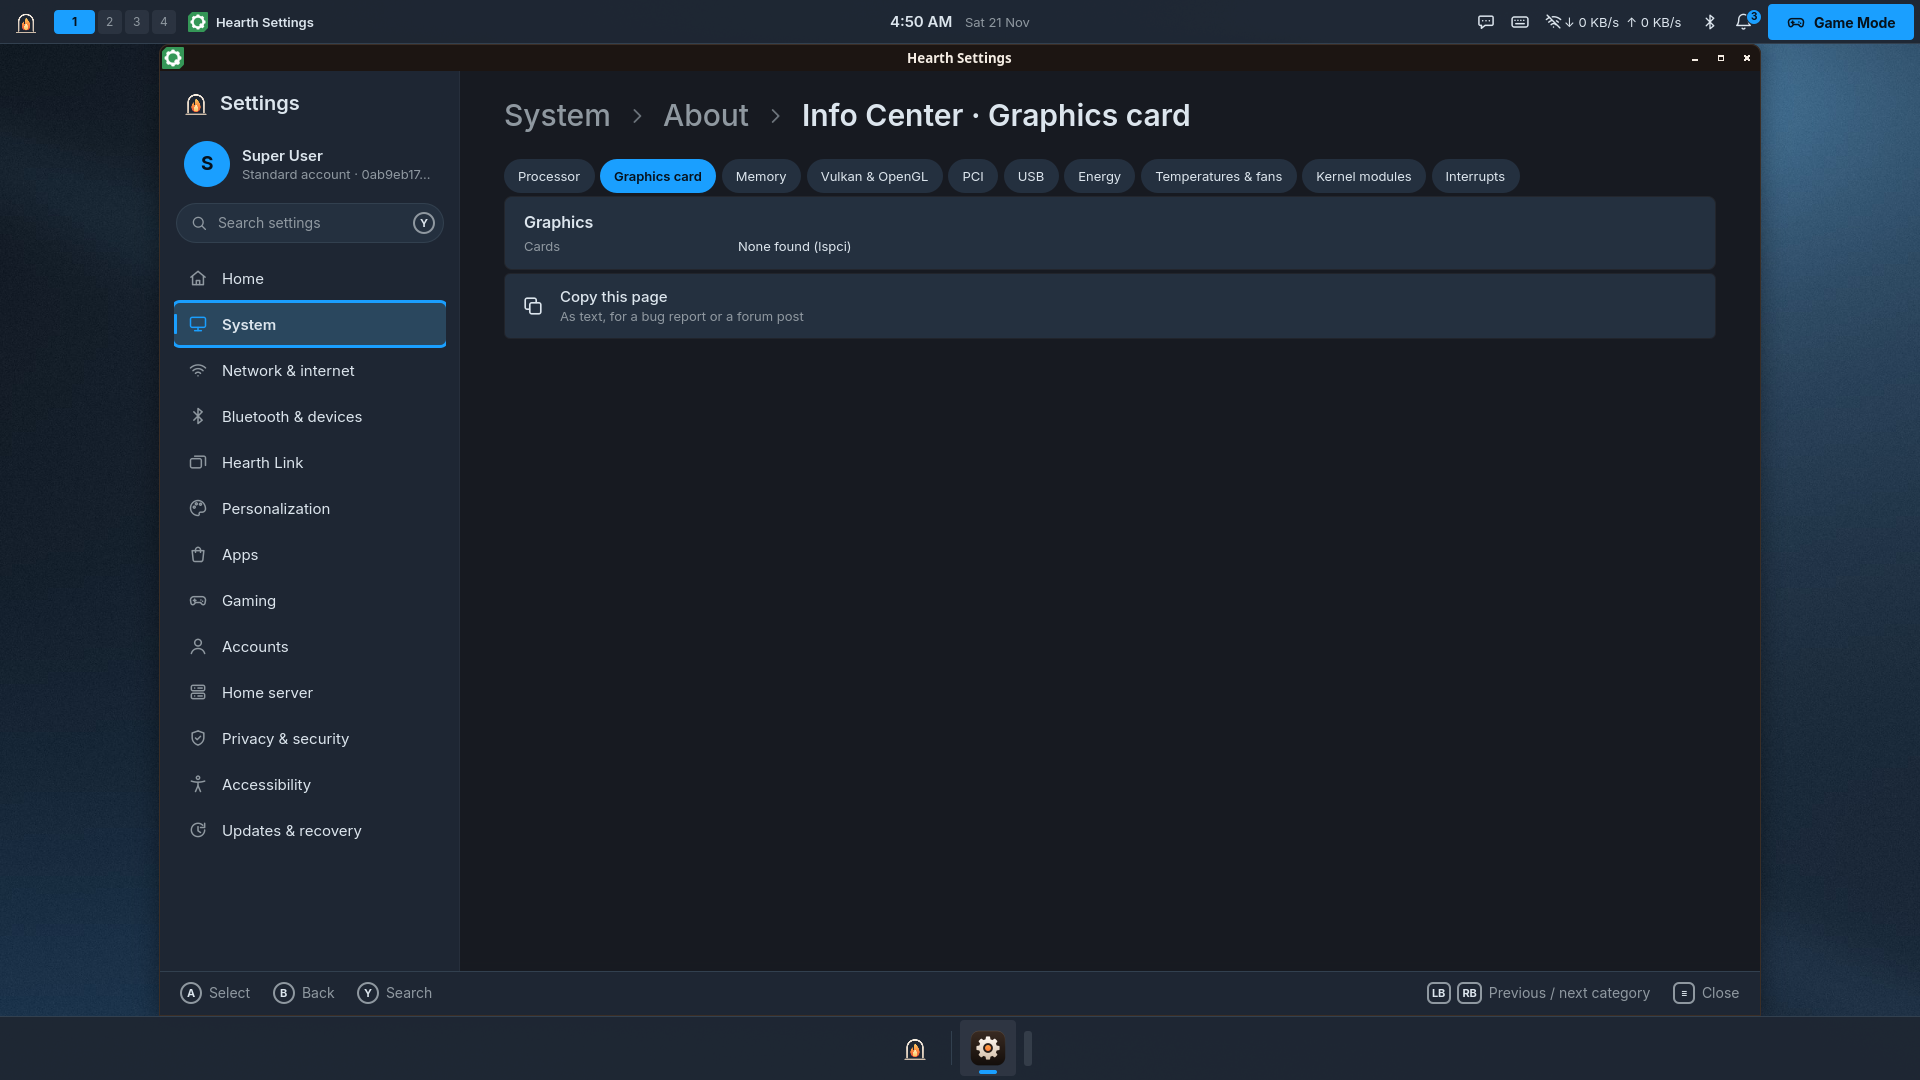 1 2 3 4 Hearth Settings
4:50 AM Sat 21 Nov
↓ 0 KB/s ↑ 0 KB/s
3
Game Mode
Hearth Settings
Settings
S
Super User
Standard account · 0ab9eb17...
Search settings Y
Home
System
Network & internet
Bluetooth & devices
Hearth Link
Personalization
Apps
Gaming
Accounts
Home server
Privacy & security
Accessibility
Updates & recovery
System > About > Info Center · Graphics card
Processor Graphics card Memory Vulkan & OpenGL PCI USB Energy Temperatures & fans Kernel modules Interrupts
Graphics
Cards None found (lspci)
Copy this page
As text, for a bug report or a forum post
A Select B Back Y Search
LB RB Previous / next category ≡ Close